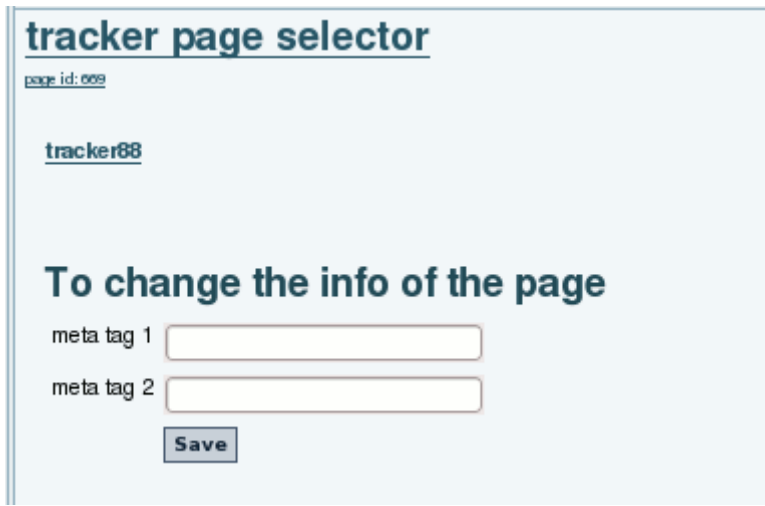 tracker page selector
page id: 669
tracker88
To change the info of the page
meta tag 1
meta tag 2
Save